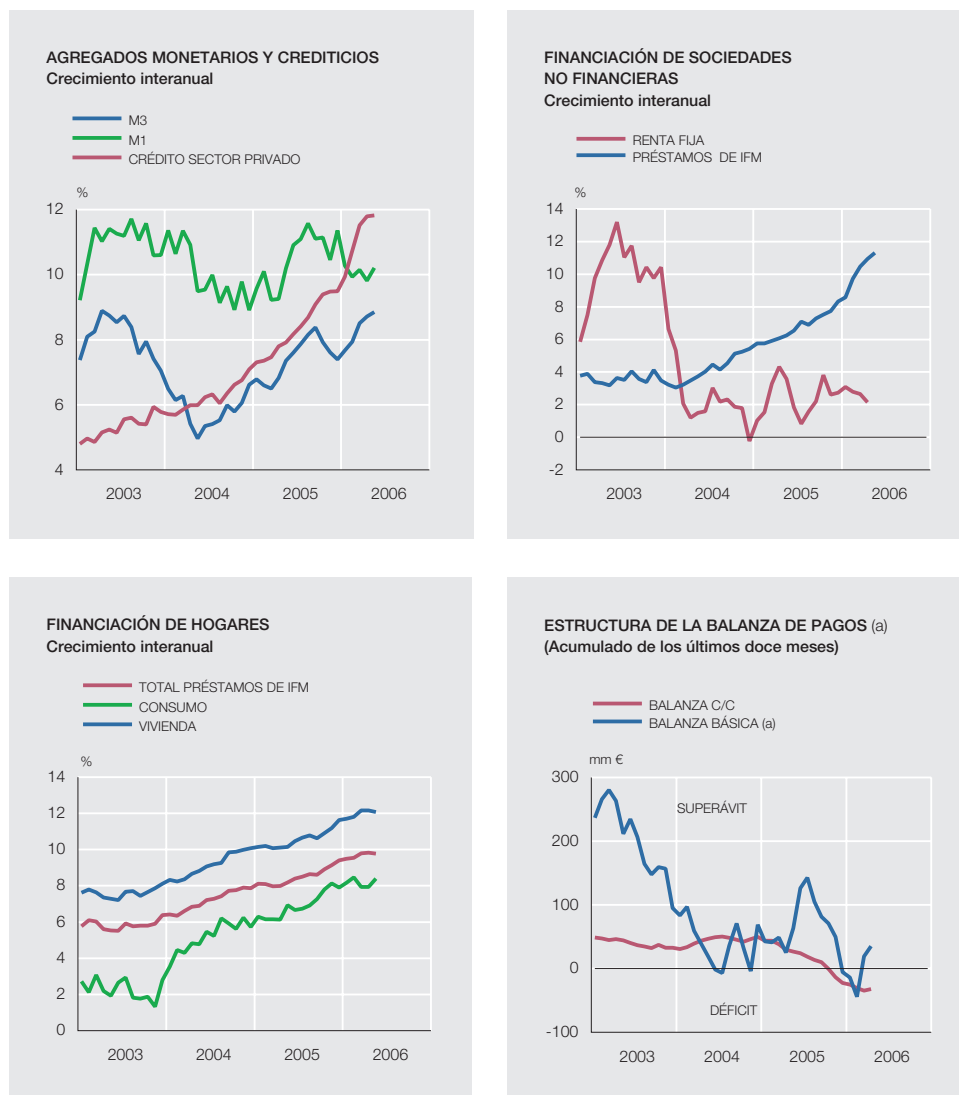 AGREGADOS MONETARIOS Y CREDITICIOS
Crecimiento interanual
M3
M1
CRÉDITO SECTOR PRIVADO
%
12
10
8
6
4
2003 2004 2005 2006
FINANCIACIÓN DE SOCIEDADES
NO FINANCIERAS
Crecimiento interanual
RENTA FIJA
PRÉSTAMOS DE IFM
%
14
12
10
8
6
4
2
0
-2
2003 2004 2005 2006
FINANCIACIÓN DE HOGARES
Crecimiento interanual
TOTAL PRÉSTAMOS DE IFM
CONSUMO
VIVIENDA
%
14
12
10
8
6
4
2
0
2003 2004 2005 2006
ESTRUCTURA DE LA BALANZA DE PAGOS (a)
(Acumulado de los últimos doce meses)
BALANZA C/C
BALANZA BÁSICA (a)
mm €
300
SUPERÁVIT
200
100
0
DÉFICIT
-100
2003 2004 2005 2006